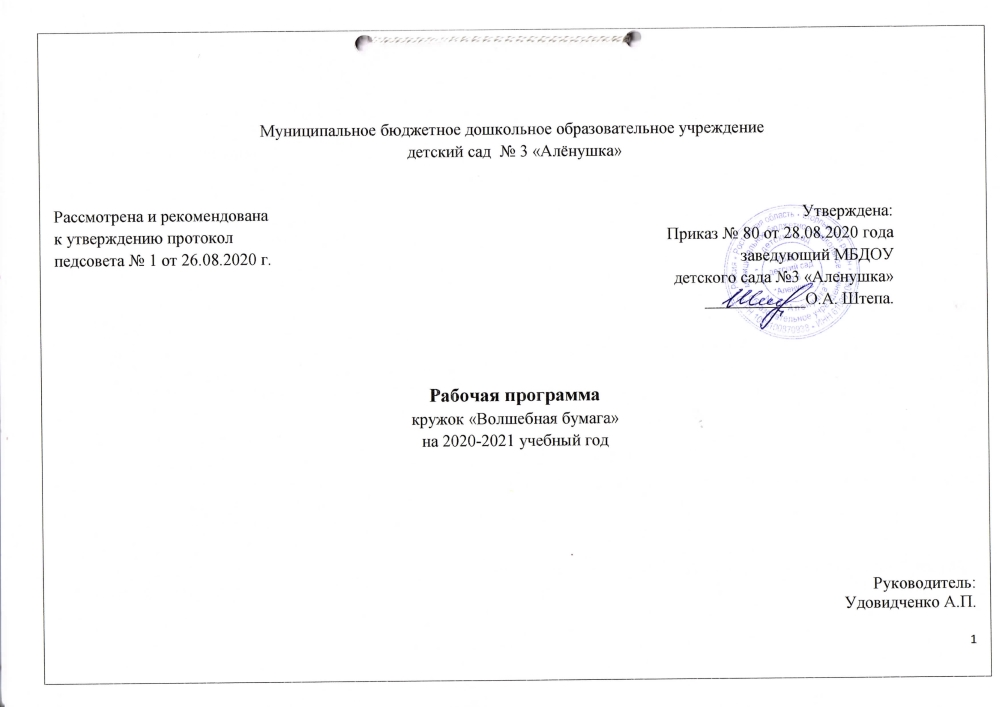 Муниципальное бюджетное дошкольное образовательное учреждение
детский сад № 3 «Алёнушка»
Рассмотрена и рекомендована
к утверждению протокол
педсовета № 1 от 26.08.2020 г.
Утверждена:
Приказ № 80 от 28.08.2020 года
заведующий МБДОУ
детского сада №3 «Аленушка»
____________О.А. Штепа.
Рабочая программа
кружок «Волшебная бумага»
на 2020-2021 учебный год
Руководитель:
Удовидченко А.П.
1